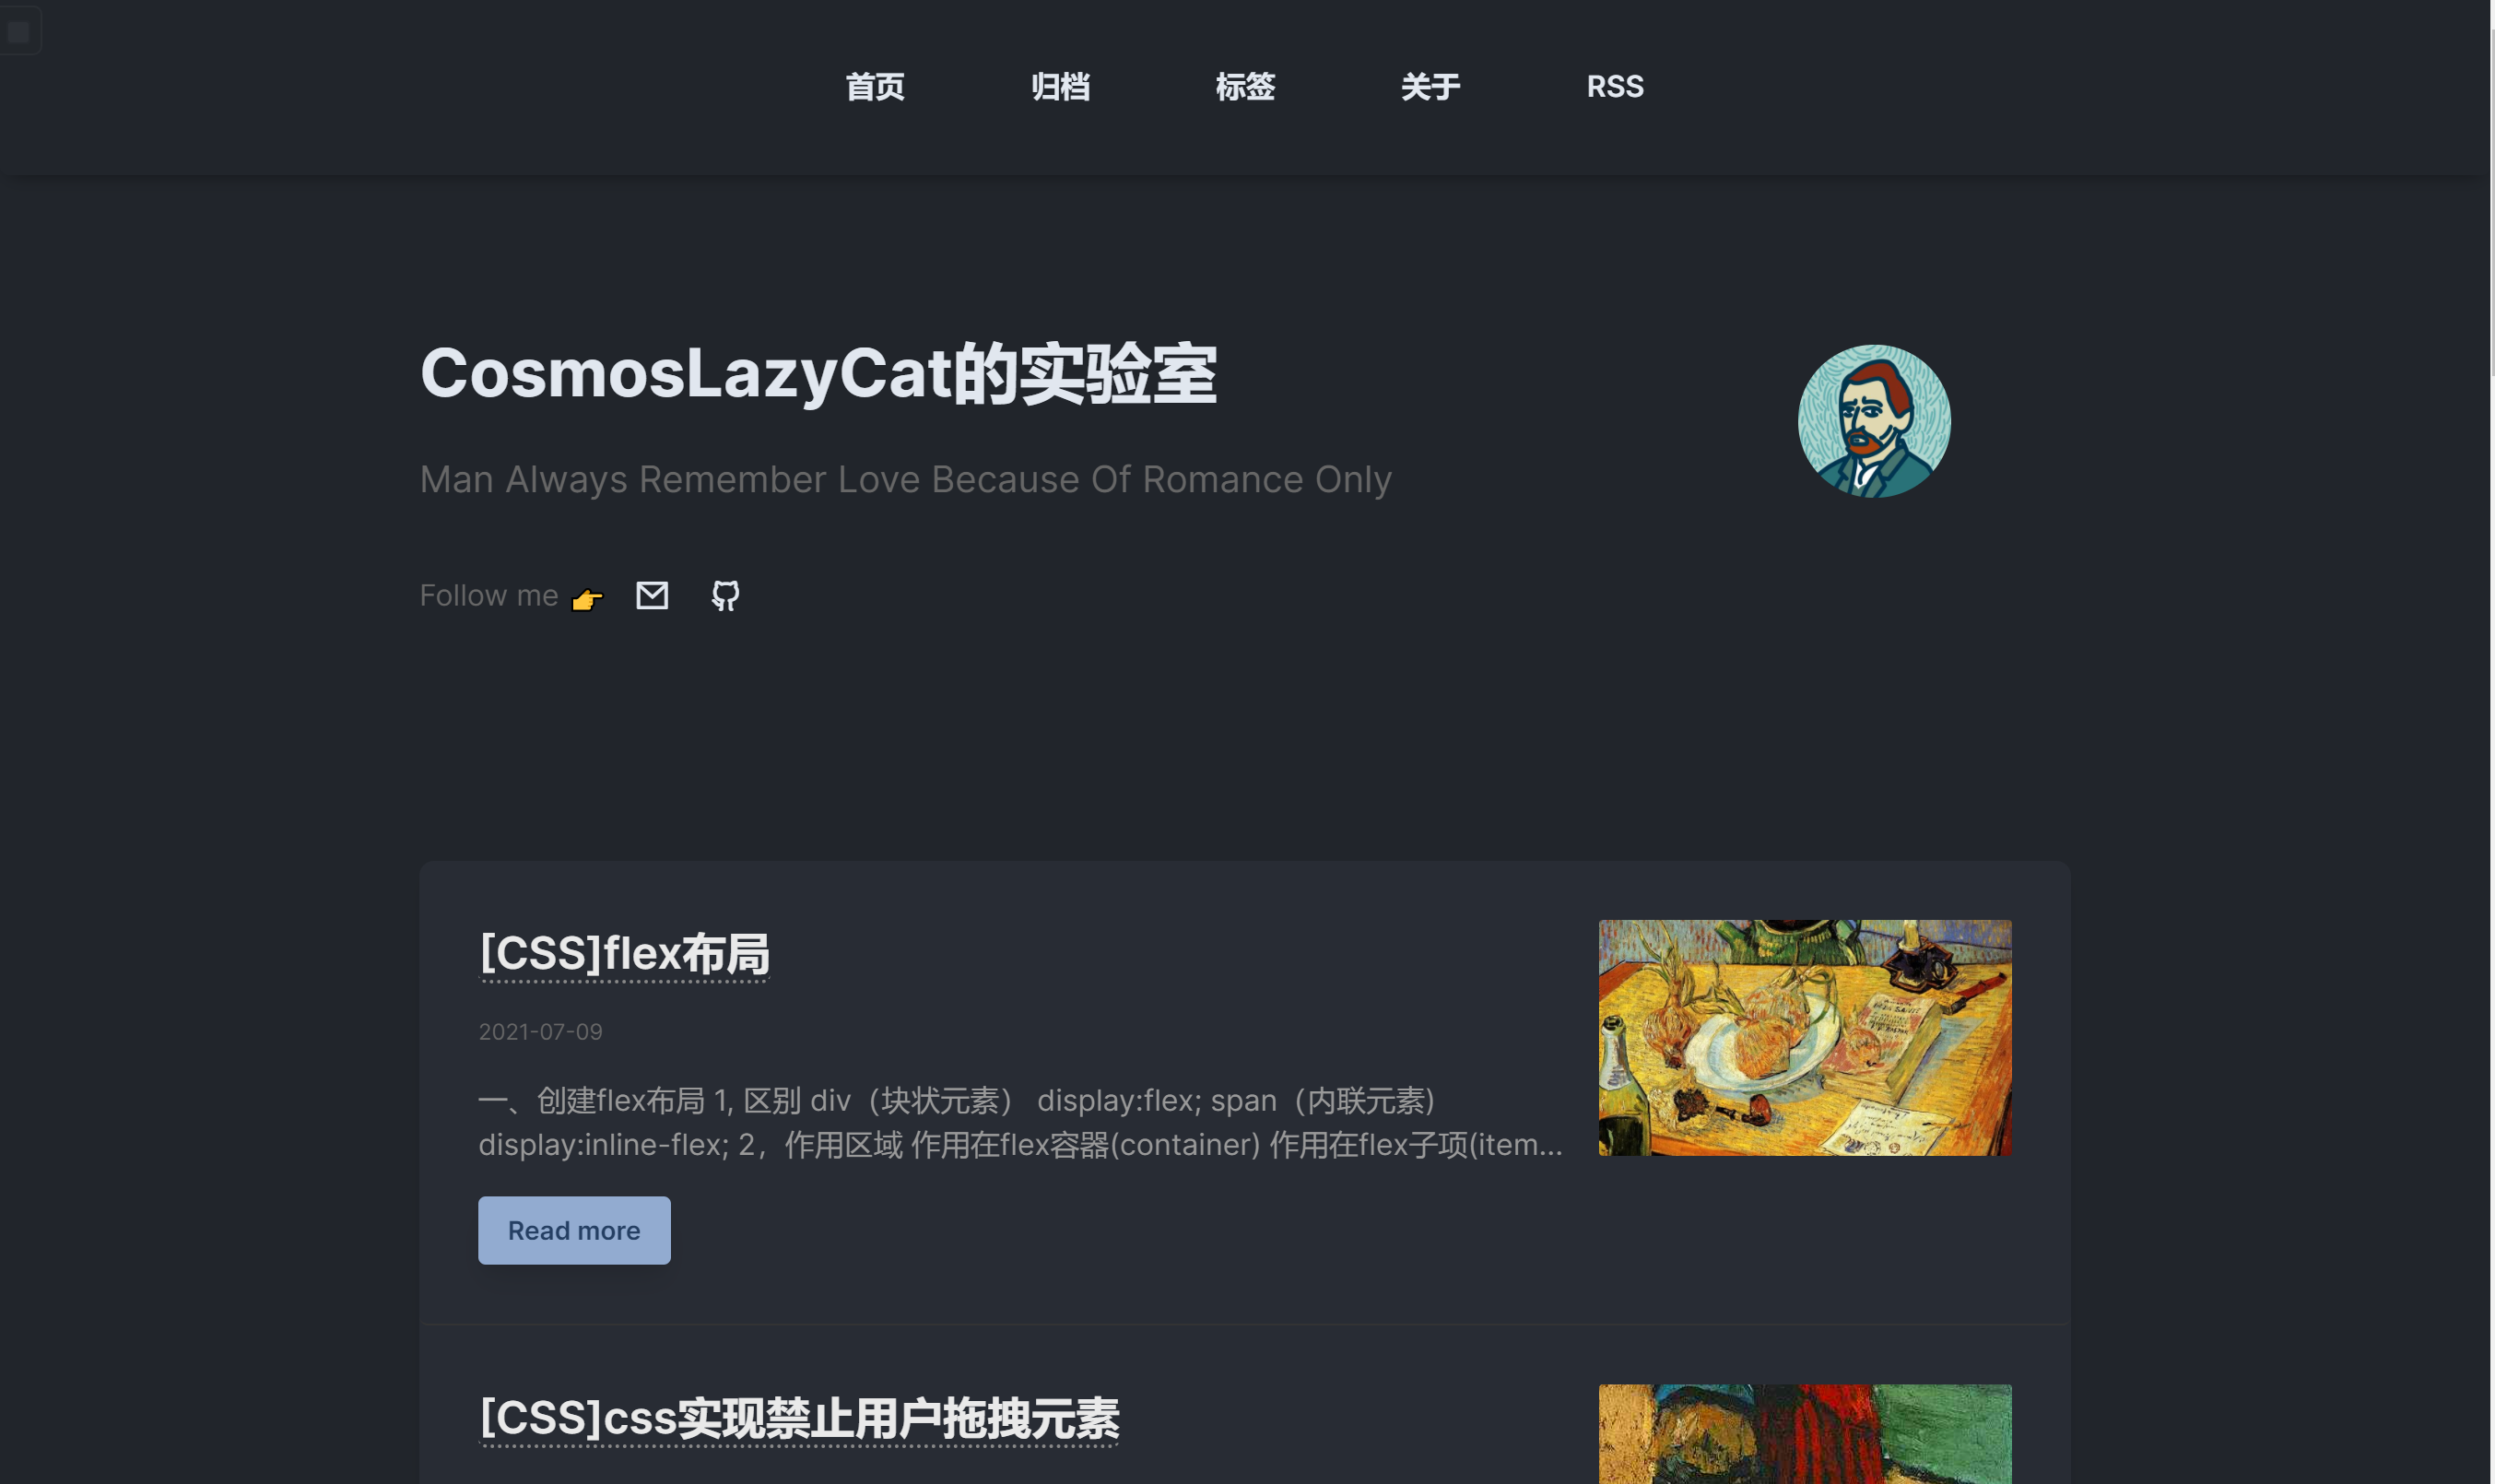 首页 归档 标签 关于 RSS
CosmosLazyCat的实验室
Man Always Remember Love Because Of Romance Only
Follow me 👉
[CSS]flex布局
2021-07-09
一、创建flex布局 1, 区别 div（块状元素） display:flex; span（内联元素)
display:inline-flex; 2，作用区域 作用在flex容器(container) 作用在flex子项(item...
Read more
[CSS]css实现禁止用户拖拽元素